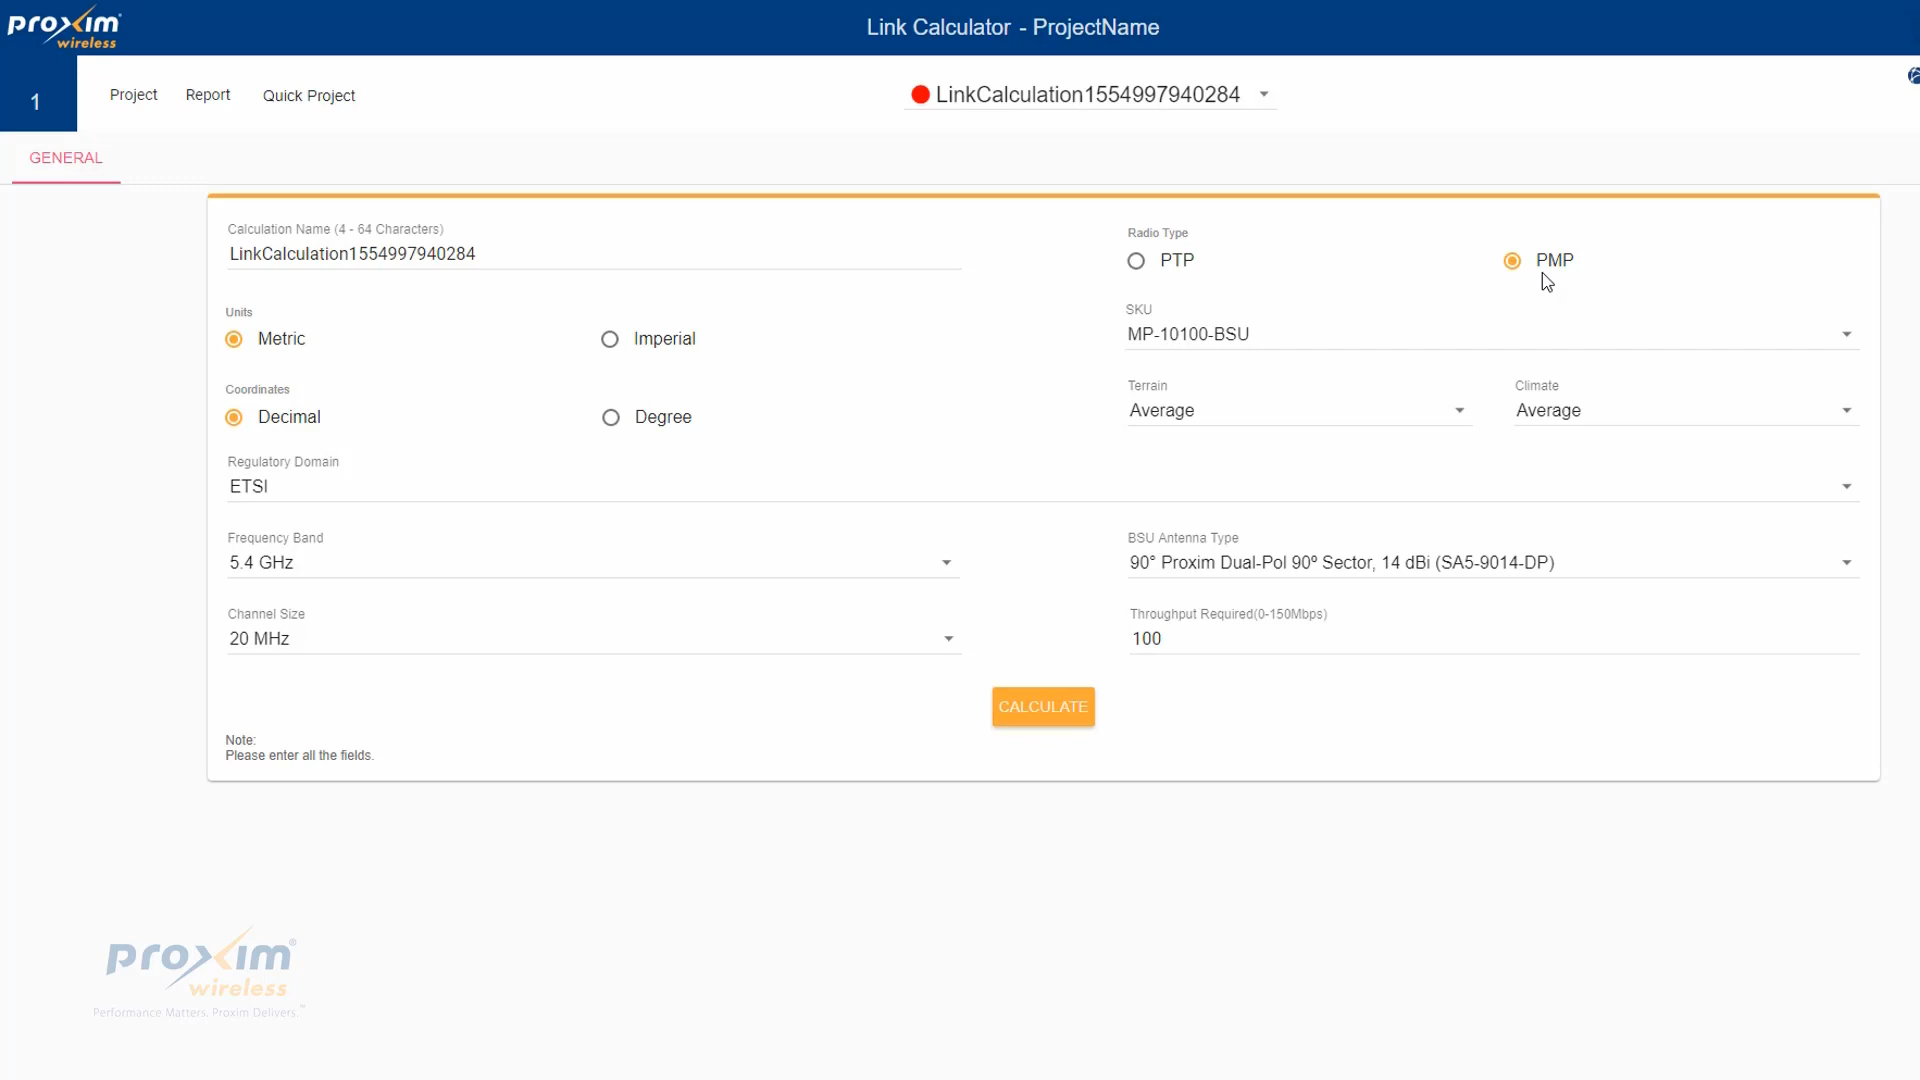 proxim®
wireless
Link Calculator - ProjectName
1
Project
Report
Quick Project
LinkCalculation1554997940284
GENERAL
Calculation Name (4 - 64 Characters)
LinkCalculation1554997940284
Radio Type
PTP
PMP
Units
Metric
Imperial
SKU
MP-10100-BSU
Coordinates
Decimal
Degree
Terrain
Average
Climate
Average
Regulatory Domain
ETSI
Frequency Band
5.4 GHz
BSU Antenna Type
90° Proxim Dual-Pol 90º Sector, 14 dBi (SA5-9014-DP)
Channel Size
20 MHz
Throughput Required(0-150Mbps)
100
CALCULATE
Note:
Please enter all the fields.
proxim®
wireless
Performance Matters. Proxim Delivers.™